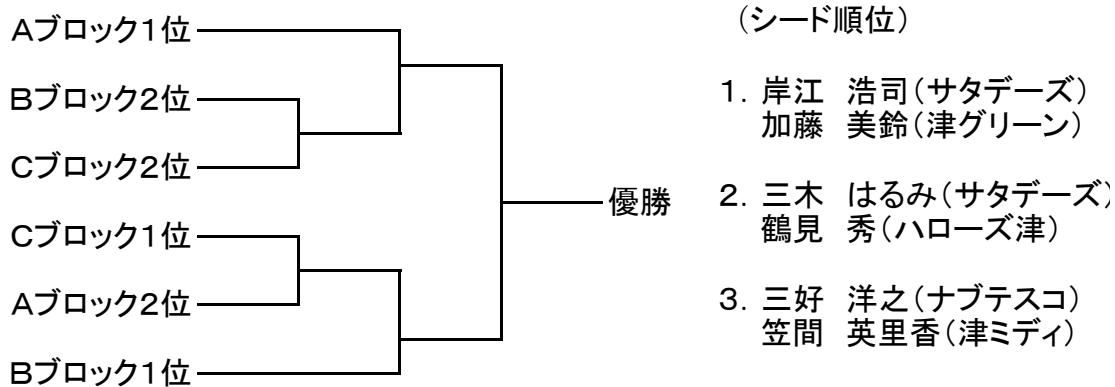 Aブロック1位
Bブロック2位
Cブロック2位
Cブロック1位
Aブロック2位
Bブロック1位
優勝
(シード順位)
1. 岸江 浩司(サタデーズ)
加藤 美鈴(津グリーン)
2. 三木 はるみ(サタデーズ)
鶴見 秀(ハローズ津)
3. 三好 洋之(ナブテスコ)
笠間 英里香(津ミディ)